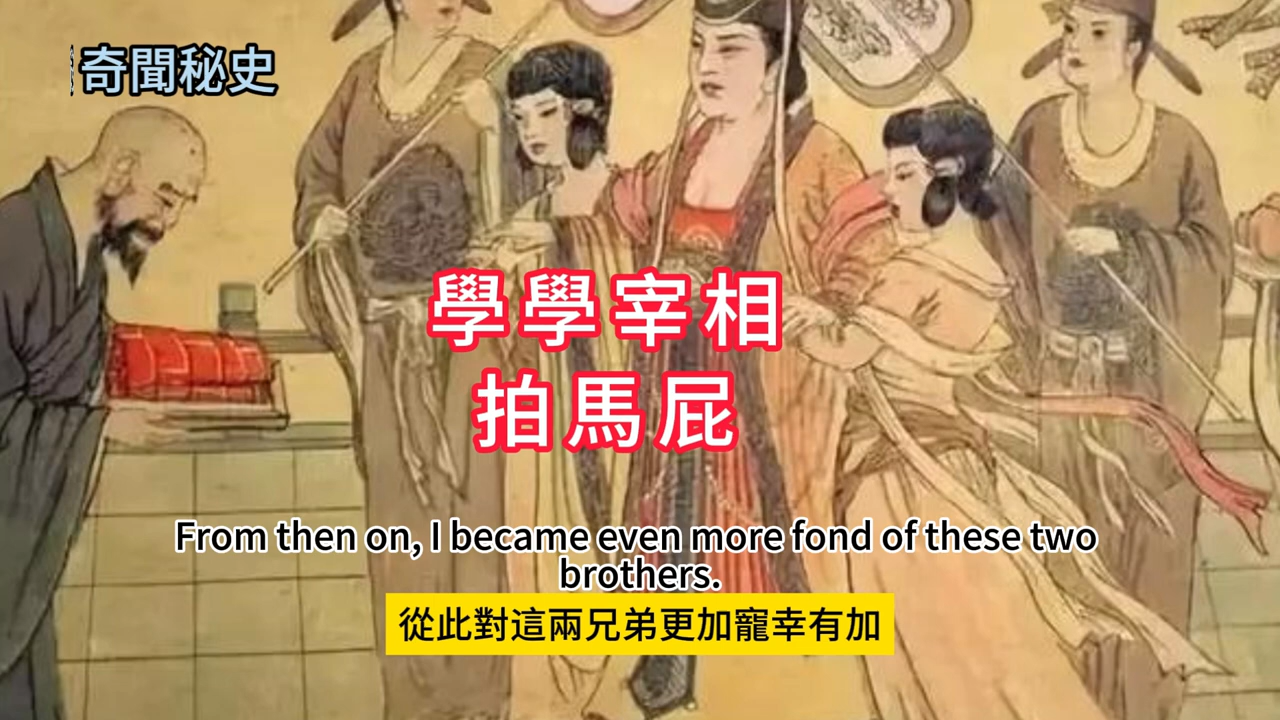 奇聞秘史
學學宰相
拍馬屁
From then on, I became even more fond of these two
brothers.
從此對這兩兄弟更加寵幸有加